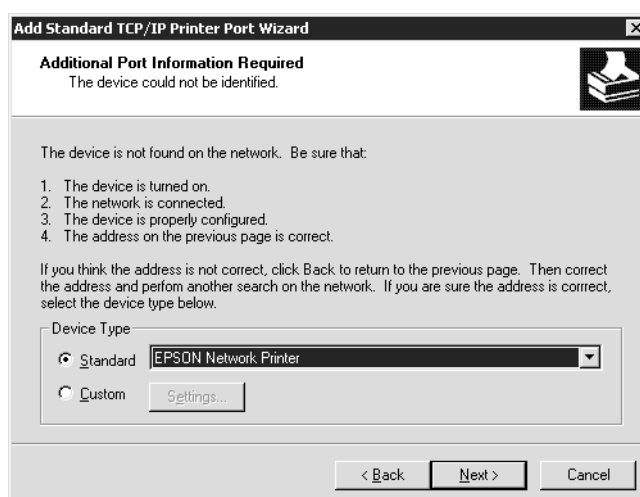 Add Standard TCP/IP Printer Port Wizard
Additional Port Information Required
The device could not be identified.
The device is not found on the network.  Be sure that:
1.  The device is turned on.
2.  The network is connected.
3.  The device is properly configured.
4.  The address on the previous page is correct.
If you think the address is not correct, click Back to return to the previous page.  Then correct
the address and perfom another search on the network.  If you are sure the address is corrrect,
select the device type below.
Device Type
Standard EPSON Network Printer
Custom Settings...
< Back Next > Cancel